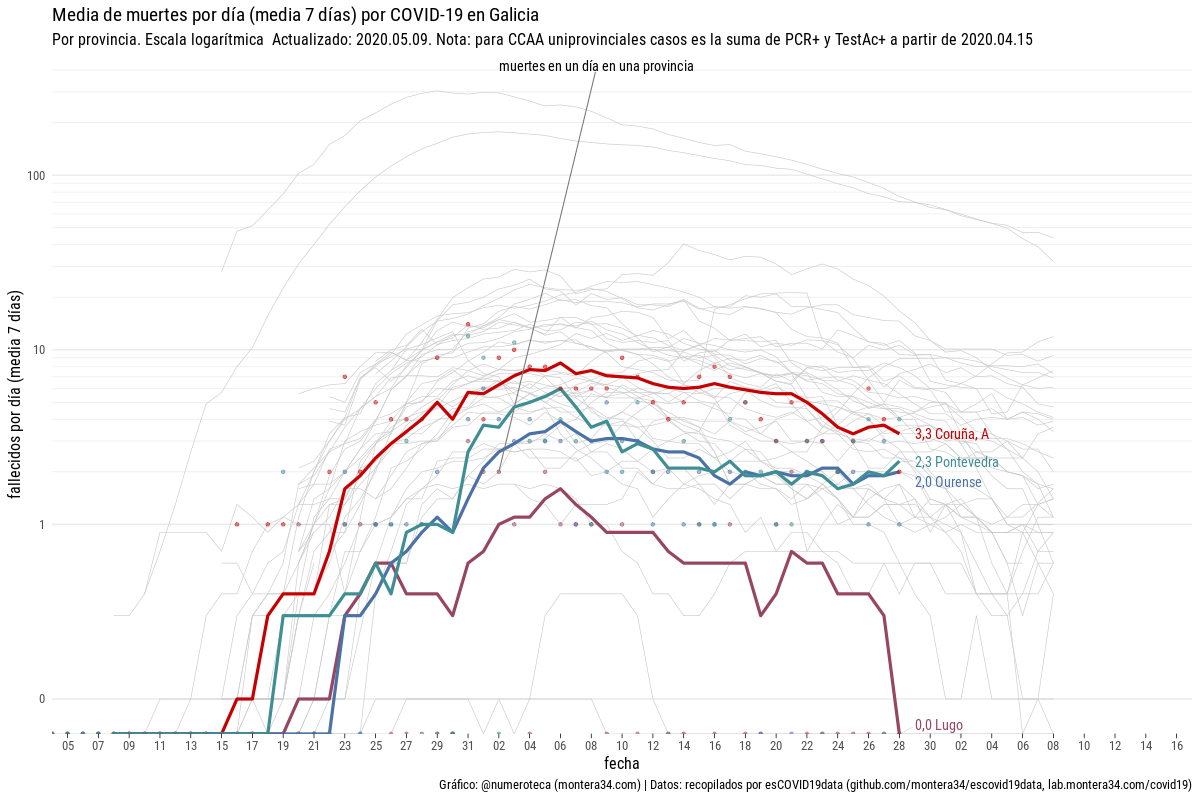 Media de muertes por día (media 7 días) por COVID-19 en Galicia
Por provincia. Escala logarítmica  Actualizado: 2020.05.09. Nota: para CCAA uniprovinciales casos es la suma de PCR+ y TestAc+ a partir de 2020.04.15
muertes en un día en una provincia
fallecidos por día (media  7 días)
100
10
1
0
3,3 Coruña, A
2,3 Pontevedra
2,0 Ourense
0,0 Lugo
05 07 09 11 13 15 17 19 21 23 25 27 29 31 02 04 06 08 10 12 14 16 18 20 22 24 26 28 30 02 04 06 08 10 12 14 16
fecha
Gráfico: @numeroteca (montera34.com) | Datos: recopilados por esCOVID19data (github.com/montera34/escovid19data, lab.montera34.com/covid19)